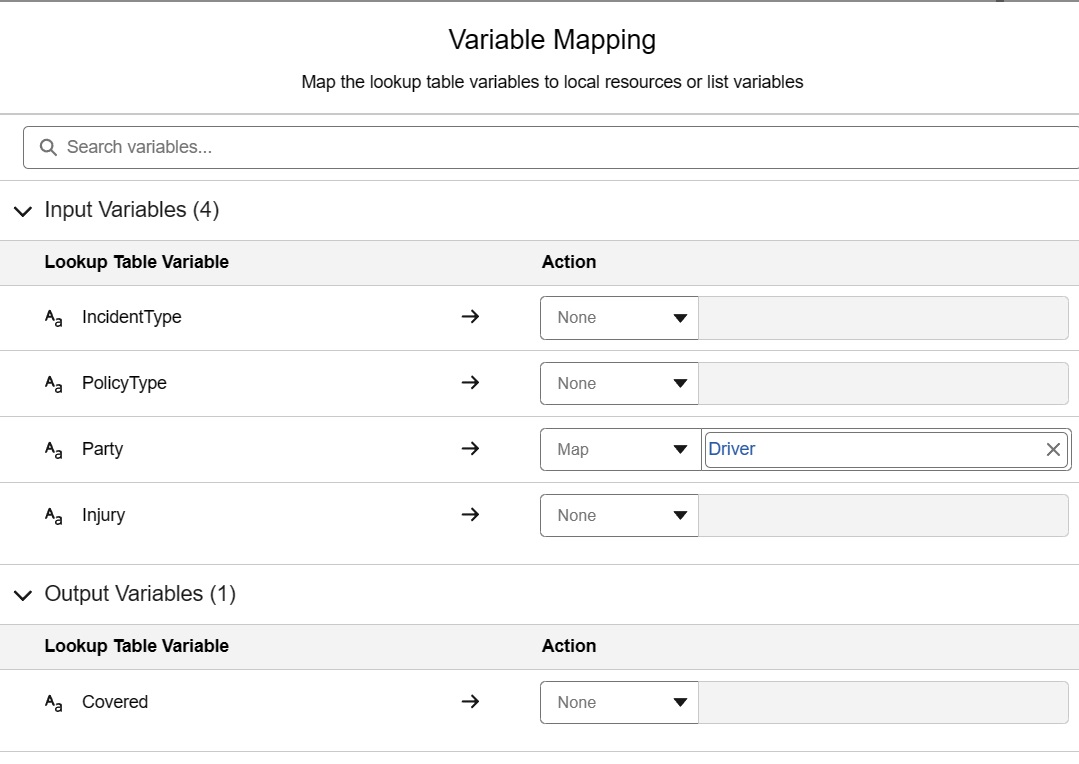 Variable Mapping
Map the lookup table variables to local resources or list variables
Search variables...
Input Variables (4)
Lookup Table Variable Action
Aa IncidentType None
Aa PolicyType None
Aa Party Map Driver
Aa Injury None
Output Variables (1)
Lookup Table Variable Action
Aa Covered None